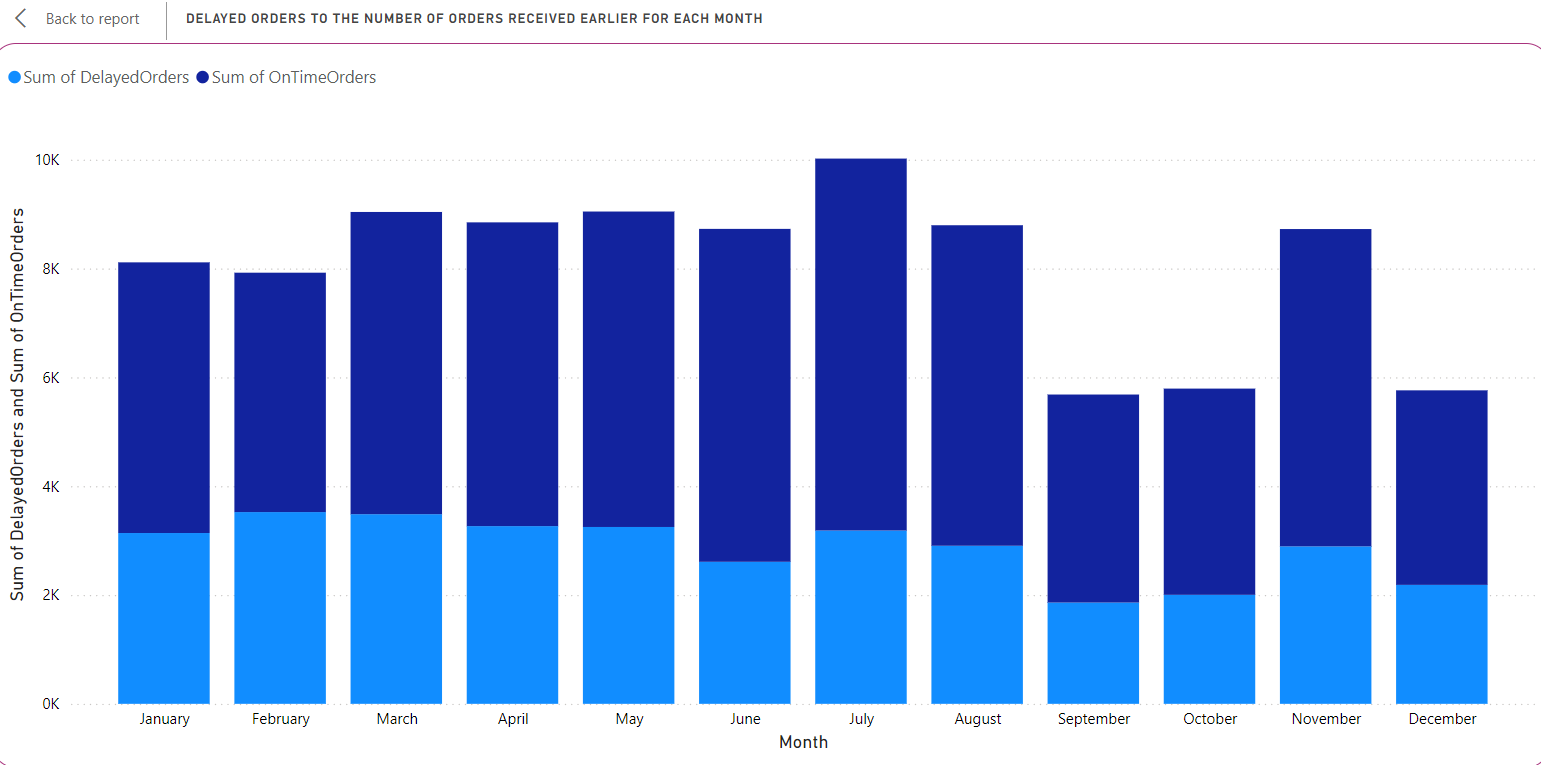 Back to report
DELAYED ORDERS TO THE NUMBER OF ORDERS RECEIVED EARLIER FOR EACH MONTH
Sum of DelayedOrders Sum of OnTimeOrders
Sum of DelayedOrders and Sum of OnTimeOrders
10K
8K
6K
4K
2K
0K
January February March April May June July August September October November December
Month